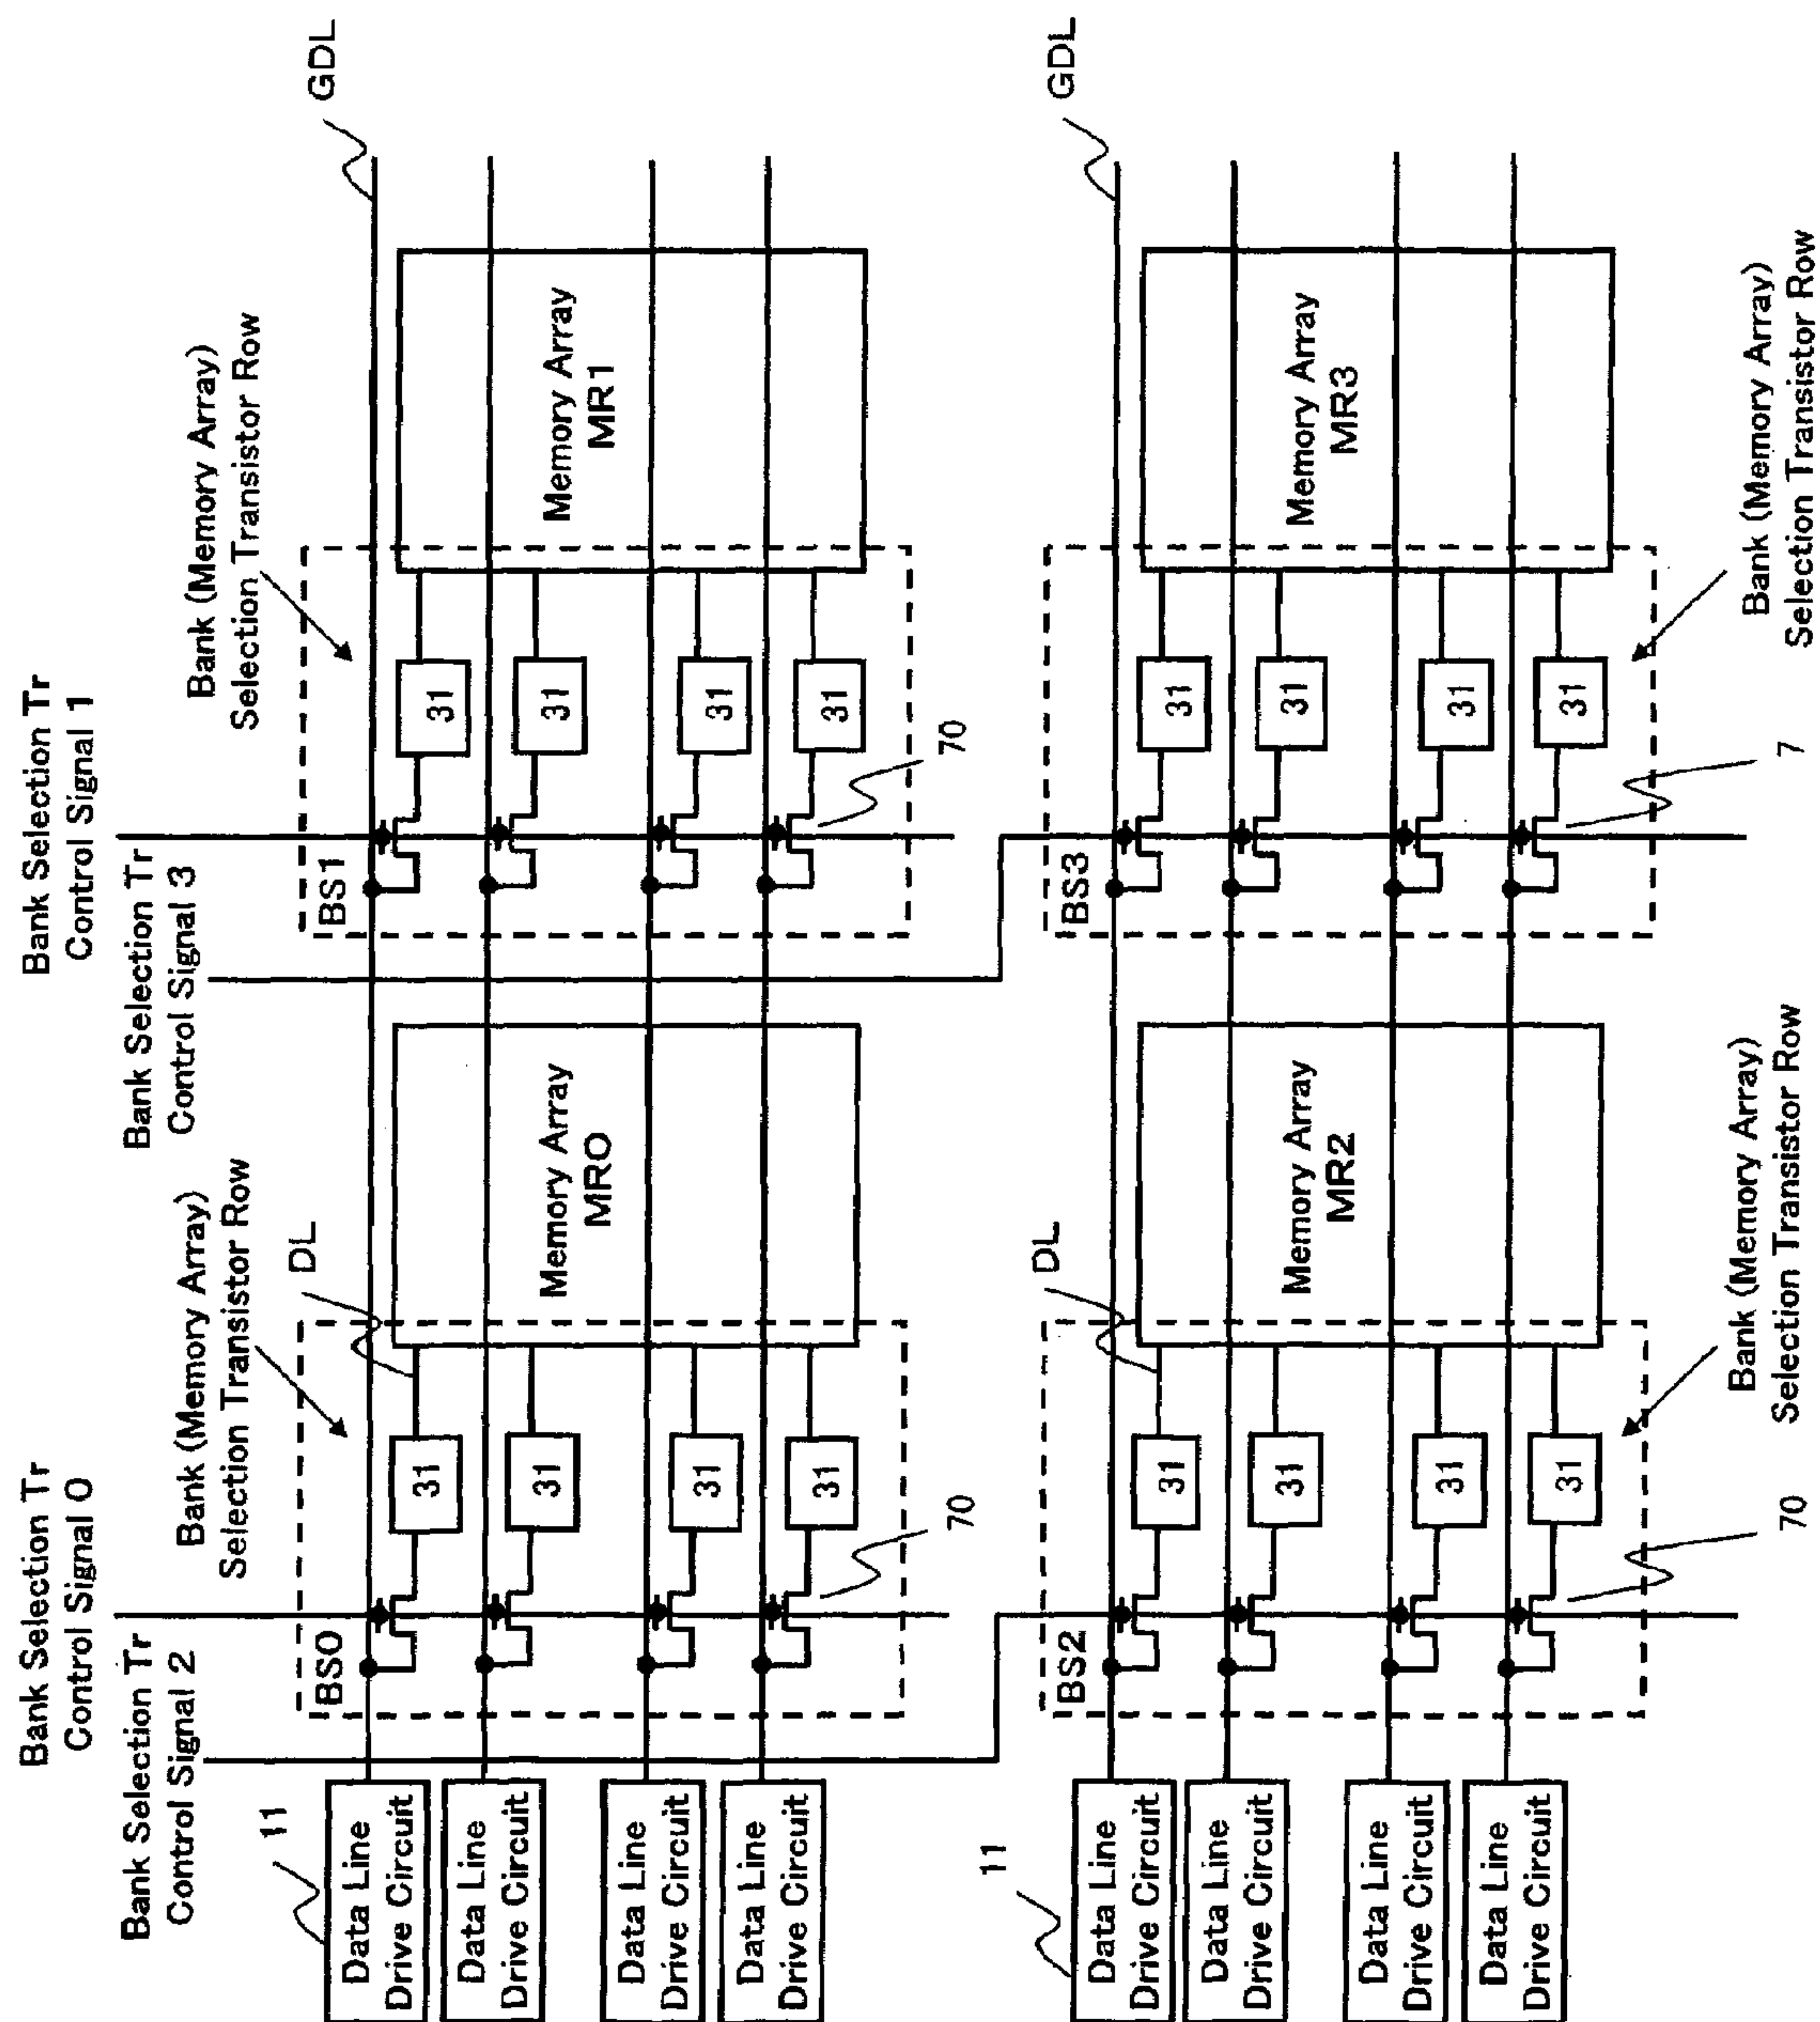 Bank Selection Tr
Control Signal 0
Bank Selection Tr
Control Signal 2
Bank Selection Tr
Control Signal 1
Bank Selection Tr
Control Signal 3
Bank (Memory Array)
Selection Transistor Row
Bank (Memory Array)
Selection Transistor Row
DL
GDL
11
Data Line
Drive Circuit
Data Line
Drive Circuit
Data Line
Drive Circuit
Data Line
Drive Circuit
BS0
31
31
31
31
70
Memory Array
MR0
BS1
31
31
31
31
70
Memory Array
MR1
DL
GDL
11
Data Line
Drive Circuit
Data Line
Drive Circuit
Data Line
Drive Circuit
Data Line
Drive Circuit
BS2
31
31
31
31
70
Memory Array
MR2
BS3
31
31
31
31
7
Memory Array
MR3
Bank (Memory Array)
Selection Transistor Row
Bank (Memory Array)
Selection Transistor Row